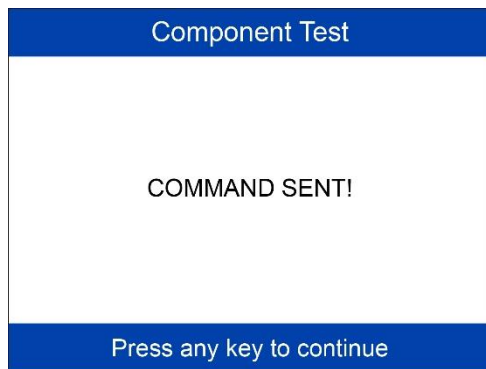 Component Test
COMMAND SENT!
Press any key to continue